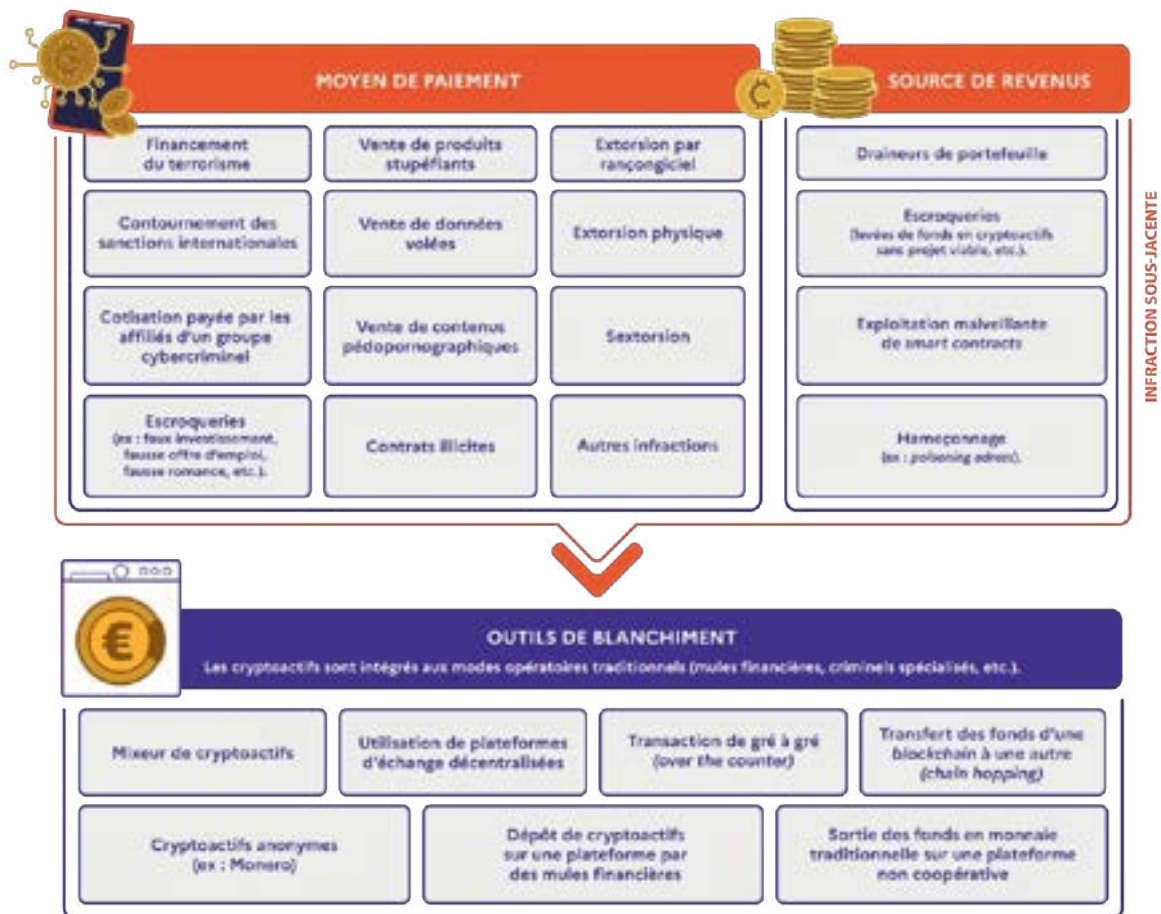 MOYEN DE PAIEMENT
SOURCE DE REVENUS
Financement
du terrorisme
Vente de produits
stupéfiants
Extorsion par
rançongiciel
Draineurs de portefeuille
Contournement des
sanctions internationales
Vente de données
volées
Extorsion physique
Escroqueries
(levées de fonds en cryptoactifs
sans projet viable, etc.).
Cotisation payée par les
affiliés d'un groupe
cybercriminel
Vente de contenus
pédopornographiques
Sextorsion
Exploitation malveillante
de smart contracts
Escroqueries
(ex : faux investissement,
fausse offre d'emploi,
fausse romance, etc.).
Contrats illicites
Autres infractions
Hameçonnage
(ex : poisoning adress).
INFRACTION SOUS-JACENTE
€
OUTILS DE BLANCHIMENT
Les cryptoactifs sont intégrés aux modes opératoires traditionnels (mules financières, criminels spécialisés, etc.).
Mixeur de cryptoactifs
Utilisation de plateformes
d'échange décentralisées
Transaction de gré à gré
(over the counter)
Transfert des fonds d'une
blockchain à une autre
(chain hopping)
Cryptoactifs anonymes
(ex : Monero)
Dépôt de cryptoactifs
sur une plateforme par
des mules financières
Sortie des fonds en monnaie
traditionnelle sur une plateforme
non coopérative